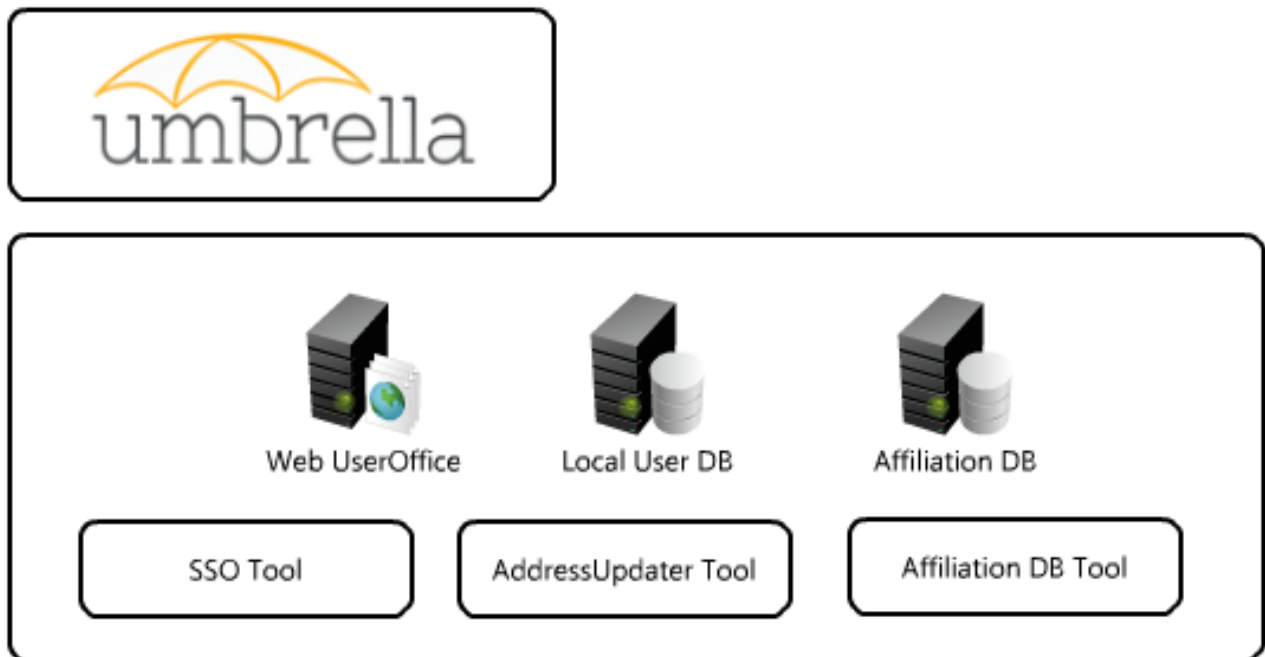 umbrella
Web UserOffice
Local User DB
Affiliation DB
SSO Tool
AddressUpdater Tool
Affiliation DB Tool